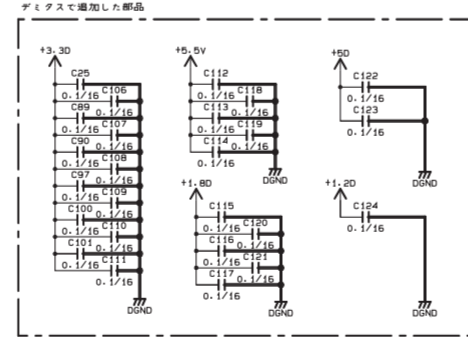 デミタスで追加した部品
+3.3D
C25
0.1/16
C106
0.1/16
C89
0.1/16
C107
0.1/16
C90
0.1/16
C108
0.1/16
C97
0.1/16
C109
0.1/16
C100
0.1/16
C110
0.1/16
C101
0.1/16
C111
0.1/16
DGND
+5.5V
C112
0.1/16
C118
0.1/16
C113
0.1/16
C119
0.1/16
C114
0.1/16
DGND
+1.8D
C115
0.1/16
C120
0.1/16
C116
0.1/16
C121
0.1/16
C117
0.1/16
DGND
+5D
C122
0.1/16
C123
0.1/16
DGND
+1.2D
C124
0.1/16
DGND